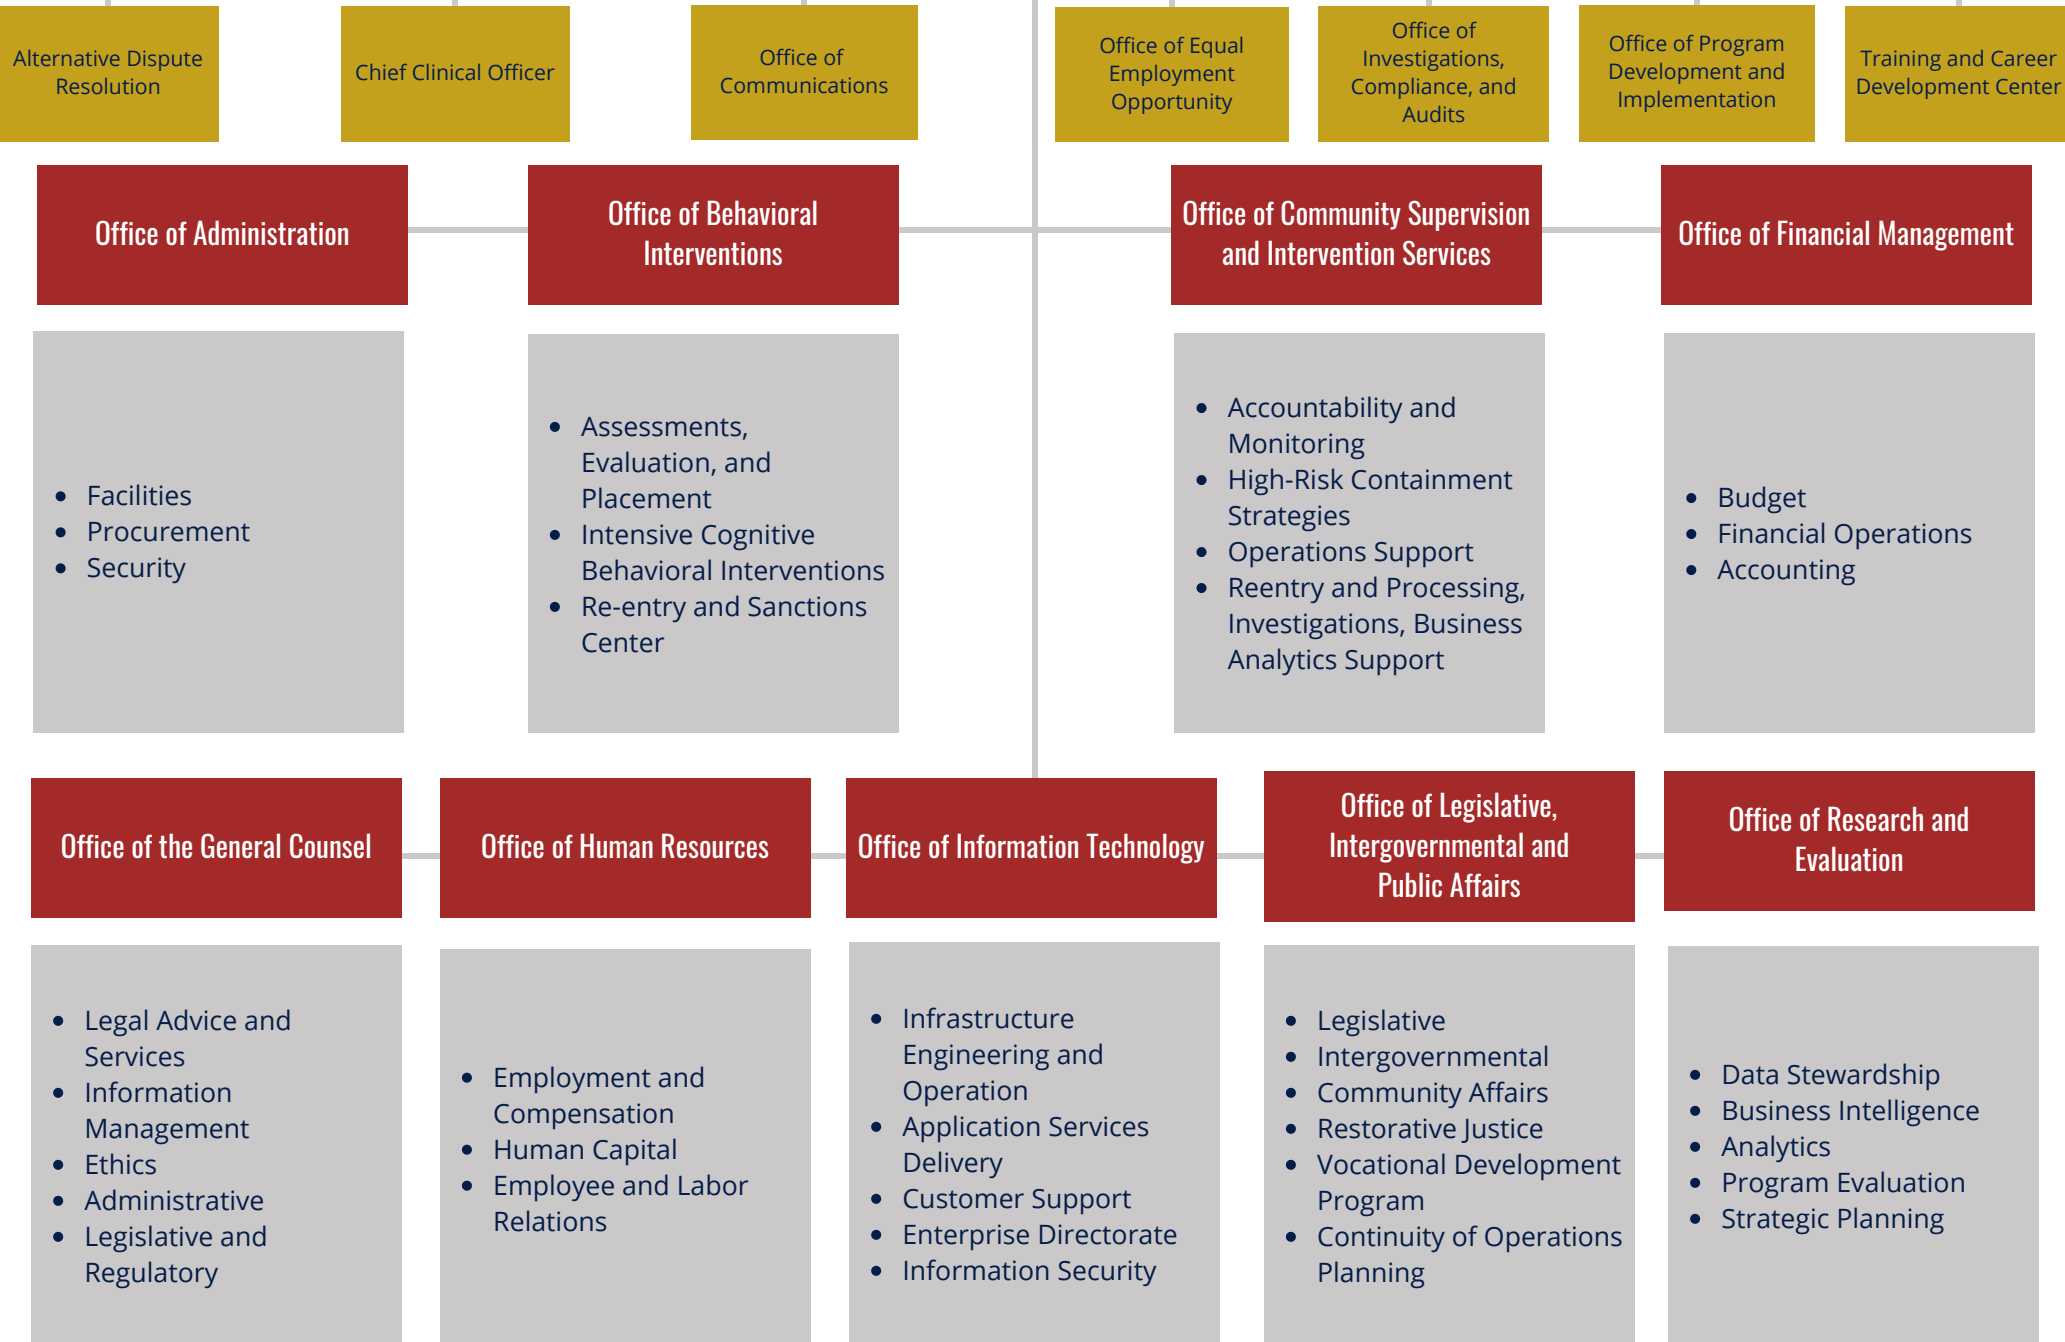 Alternative Dispute
Resolution
Chief Clinical Officer
Office of
Communications
Office of Equal
Employment
Opportunity
Office of
Investigations,
Compliance, and
Audits
Office of Program
Development and
Implementation
Training and Career
Development Center
Office of Administration
Office of Behavioral
Interventions
Office of Community Supervision
and Intervention Services
Office of Financial Management
• Facilities
• Procurement
• Security
• Assessments,
Evaluation, and
Placement
• Intensive Cognitive
Behavioral Interventions
• Re-entry and Sanctions
Center
• Accountability and
Monitoring
• High-Risk Containment
Strategies
• Operations Support
• Reentry and Processing,
Investigations, Business
Analytics Support
• Budget
• Financial Operations
• Accounting
Office of the General Counsel
Office of Human Resources
Office of Information Technology
Office of Legislative,
Intergovernmental and
Public Affairs
Office of Research and
Evaluation
• Legal Advice and
Services
• Information
Management
• Ethics
• Administrative
• Legislative and
Regulatory
• Employment and
Compensation
• Human Capital
• Employee and Labor
Relations
• Infrastructure
Engineering and
Operation
• Application Services
Delivery
• Customer Support
• Enterprise Directorate
• Information Security
• Legislative
• Intergovernmental
• Community Affairs
• Restorative Justice
• Vocational Development
Program
• Continuity of Operations
Planning
• Data Stewardship
• Business Intelligence
• Analytics
• Program Evaluation
• Strategic Planning